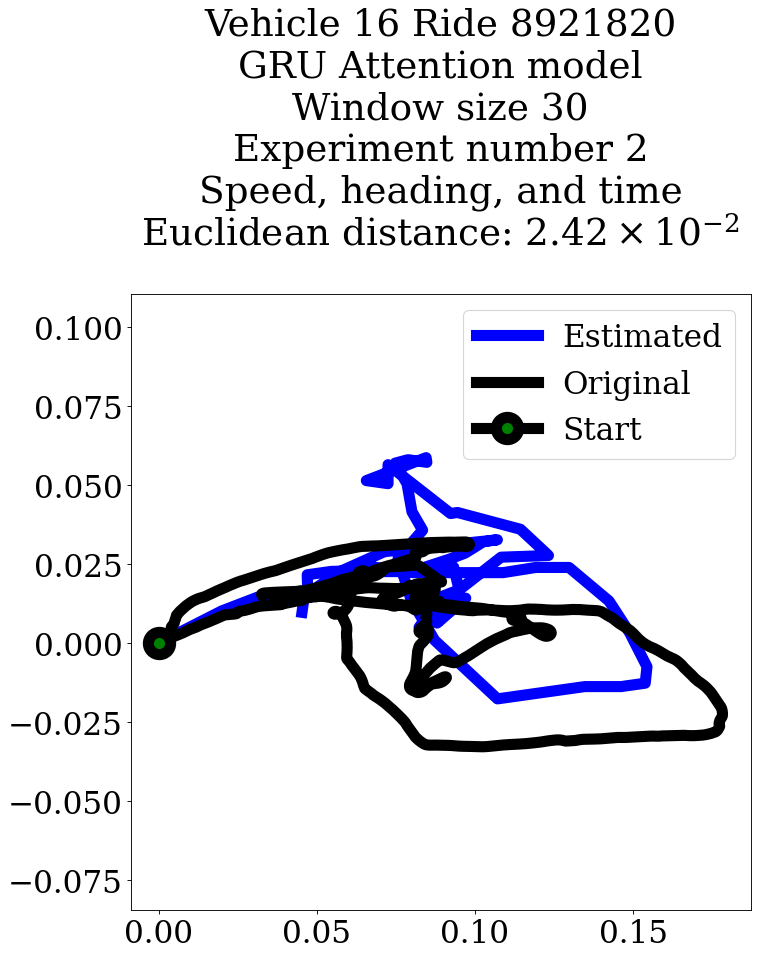 Vehicle 16 Ride 8921820
GRU Attention model
Window size 30
Experiment number 2
Speed, heading, and time
Euclidean distance: 2.42 × 10⁻²
Estimated
Original
Start
0.100
0.075
0.050
0.025
0.000
−0.025
−0.050
−0.075
0.00 0.05 0.10 0.15